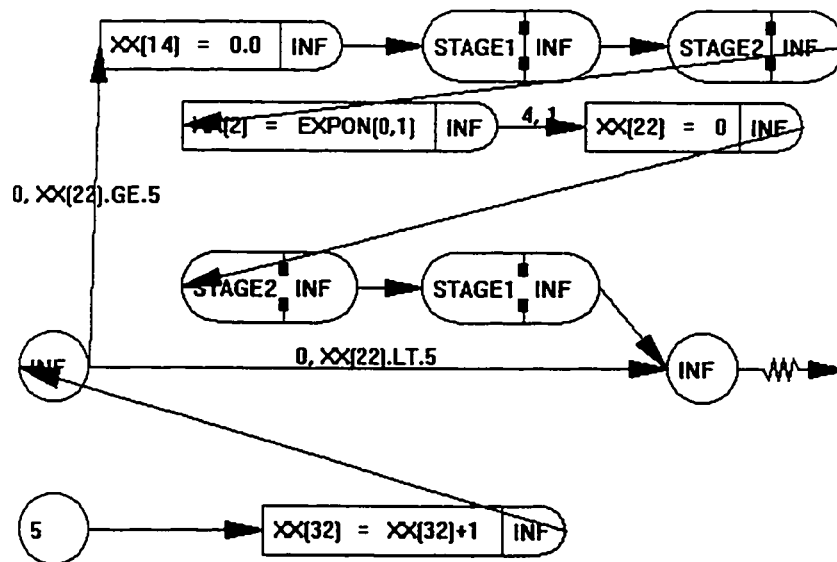 XX[14] = 0.0 INF STAGE1 INF STAGE2 INF
XX[2] = EXPON(0,1) INF 4, 1 XX[22] = 0 INF
0, XX[22].GE.5
STAGE2 INF STAGE1 INF
0, XX[22].LT.5
INF INF
5 XX[32] = XX[32]+1 INF